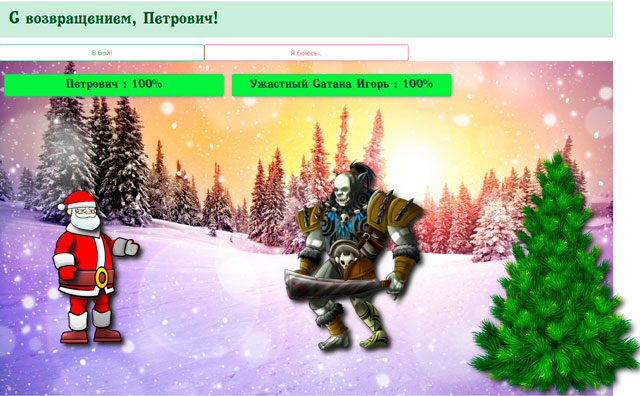 С возвращением, Петрович!
В бой!
Я боюсь...
Петрович : 100%
Ужастный Сатана Игорь : 100%